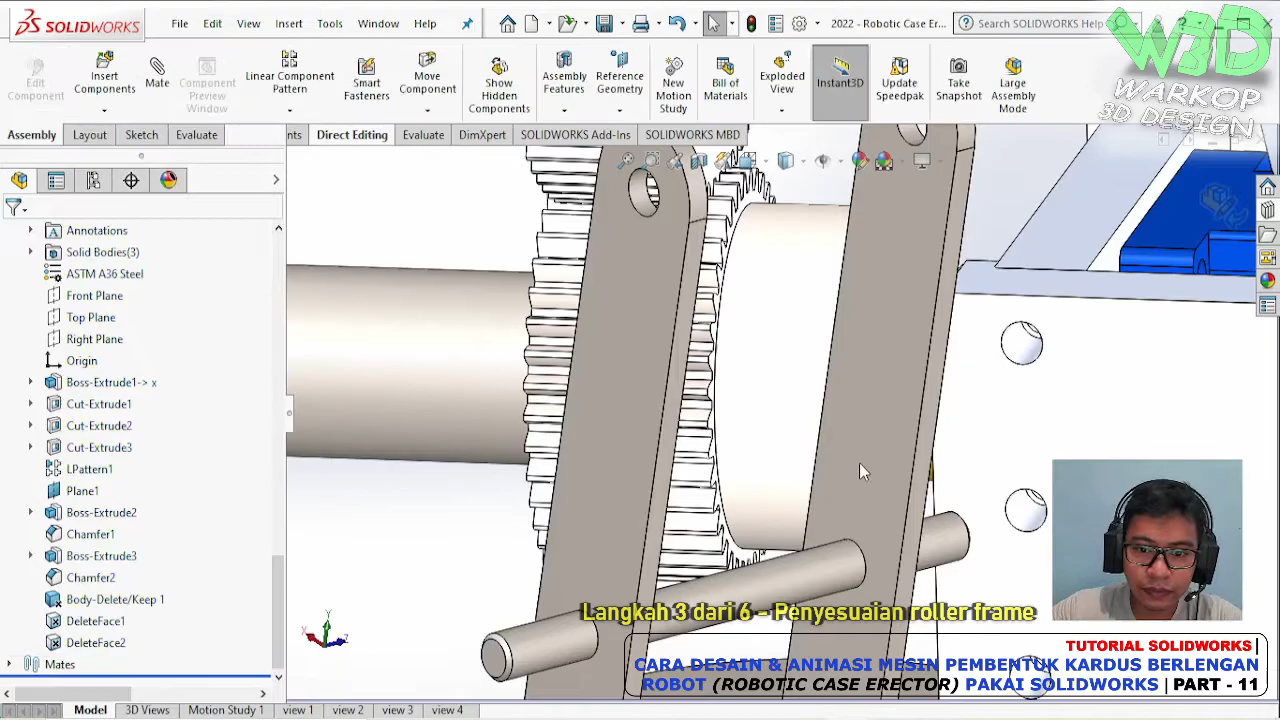 SOLIDWORKS
File Edit View Insert Tools Window Help
2022 - Robotic Case Er...
Search SOLIDWORKS Help
W3D
WARKOP
3D DESIGN
Edit Component
Insert Components
Mate
Component Preview Window
Linear Component Pattern
Smart Fasteners
Move Component
Show Hidden Components
Assembly Features
Reference Geometry
New Motion Study
Bill of Materials
Exploded View
Instant3D
Update Speedpak
Take Snapshot
Large Assembly Mode
Assembly Layout Sketch Evaluate
Direct Editing Evaluate DimXpert SOLIDWORKS Add-Ins SOLIDWORKS MBD
Annotations
Solid Bodies(3)
ASTM A36 Steel
Front Plane
Top Plane
Right Plane
Origin
Boss-Extrude1-> x
Cut-Extrude1
Cut-Extrude2
Cut-Extrude3
LPattern1
Plane1
Boss-Extrude2
Chamfer1
Boss-Extrude3
Chamfer2
Body-Delete/Keep 1
DeleteFace1
DeleteFace2
Mates
Y
X
Z
Langkah 3 dari 6 - Penyesuaian roller frame
TUTORIAL SOLIDWORKS |
CARA DESAIN & ANIMASI MESIN PEMBENTUK KARDUS BERLENGAN
ROBOT (ROBOTIC CASE ERECTOR) PAKAI SOLIDWORKS | PART - 11
Model 3D Views Motion Study 1 view 1 view 2 view 3 view 4